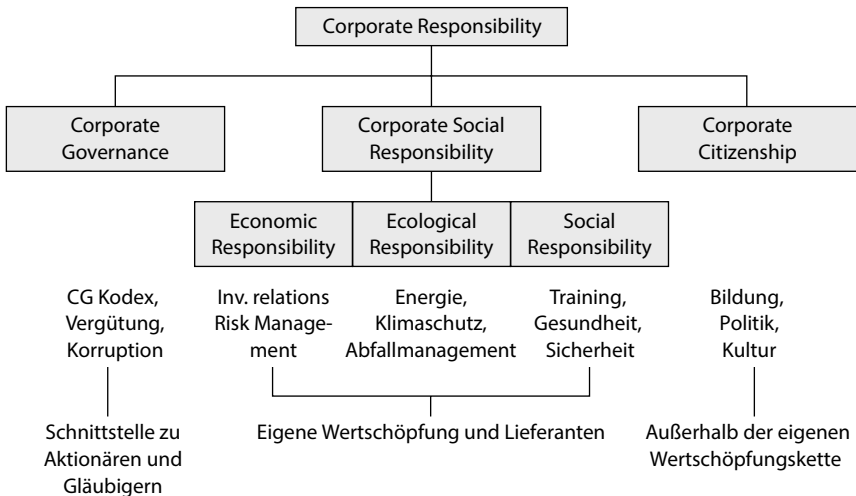 Corporate Responsibility
Corporate
Governance
Corporate Social
Responsibility
Corporate
Citizenship
Economic
Responsibility
Ecological
Responsibility
Social
Responsibility
CG Kodex,
Vergütung,
Korruption
Inv. relations
Risk Manage-
ment
Energie,
Klimaschutz,
Abfallmanagement
Training,
Gesundheit,
Sicherheit
Bildung,
Politik,
Kultur
Schnittstelle zu
Aktionären und
Gläubigern
Eigene Wertschöpfung und Lieferanten
Außerhalb der eigenen
Wertschöpfungskette